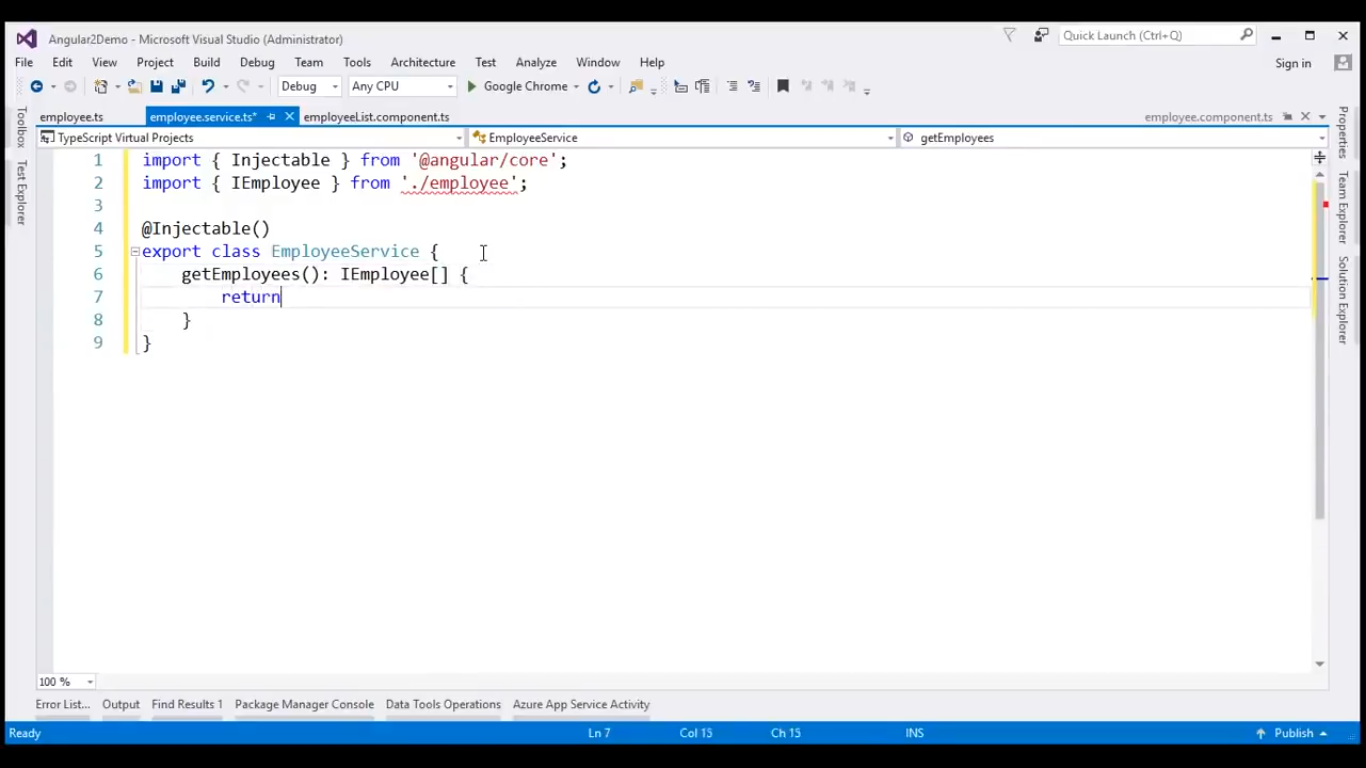 Angular2Demo - Microsoft Visual Studio (Administrator)
Quick Launch (Ctrl+Q)
File Edit View Project Build Debug Team Tools Architecture Test Analyze Window Help
Sign in
Debug Any CPU Google Chrome
employee.ts employee.service.ts* employeeList.component.ts employee.component.ts
TypeScript Virtual Projects EmployeeService getEmployees
Toolbox
Test Explorer
1 import { Injectable } from '@angular/core';
2 import { IEmployee } from './employee';
3
4 @Injectable()
5 export class EmployeeService {
6 getEmployees(): IEmployee[] {
7 return
8 }
9 }
Properties
Team Explorer
Solution Explorer
100 %
Error List... Output Find Results 1 Package Manager Console Data Tools Operations Azure App Service Activity
Ready Ln 7 Col 15 Ch 15 INS Publish